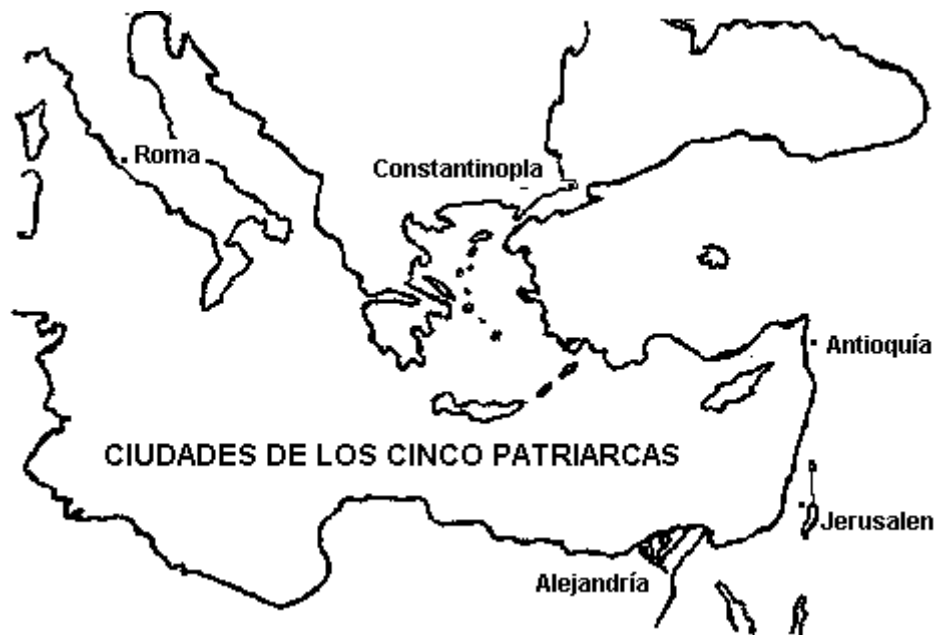 Roma
Constantinopla
Antioquía
CIUDADES DE LOS CINCO PATRIARCAS
Jerusalen
Alejandría